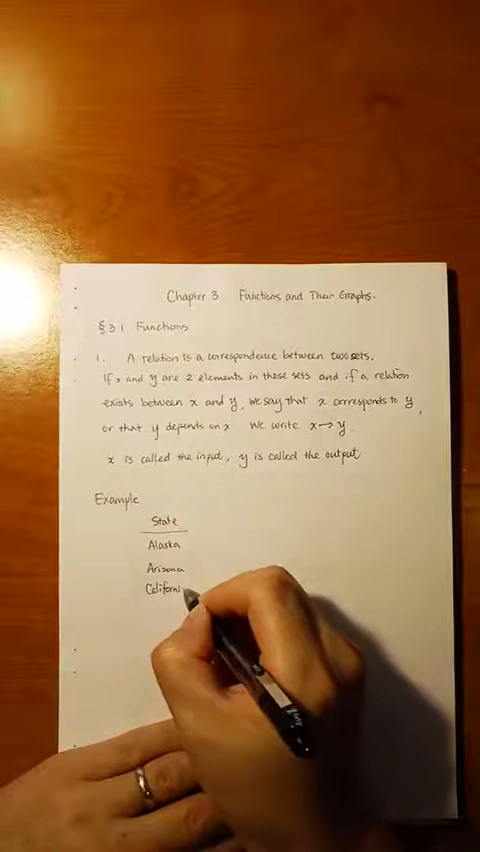 Chapter 3 Functions and Their Graphs.
§ 3.1 Functions
1. A relation is a correspondence between two sets.
If x and y are 2 elements in these sets and if a relation
exists between x and y, we say that x corresponds to y,
or that y depends on x We write x→y.
x is called the input, y is called the output
Example
State
Alaska
Arizona
Californi